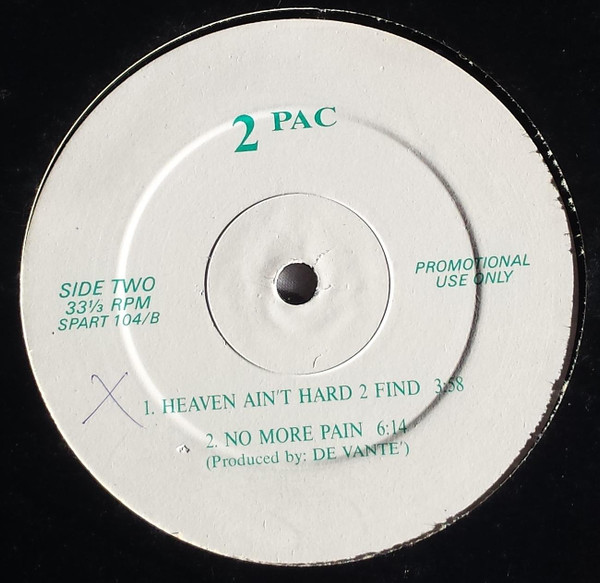 2 PAC
SIDE TWO
33⅓ RPM
SPART 104/B
PROMOTIONAL
USE ONLY
X
1. HEAVEN AIN'T HARD 2 FIND 3:58
2. NO MORE PAIN 6:14
(Produced by: DE VANTE')